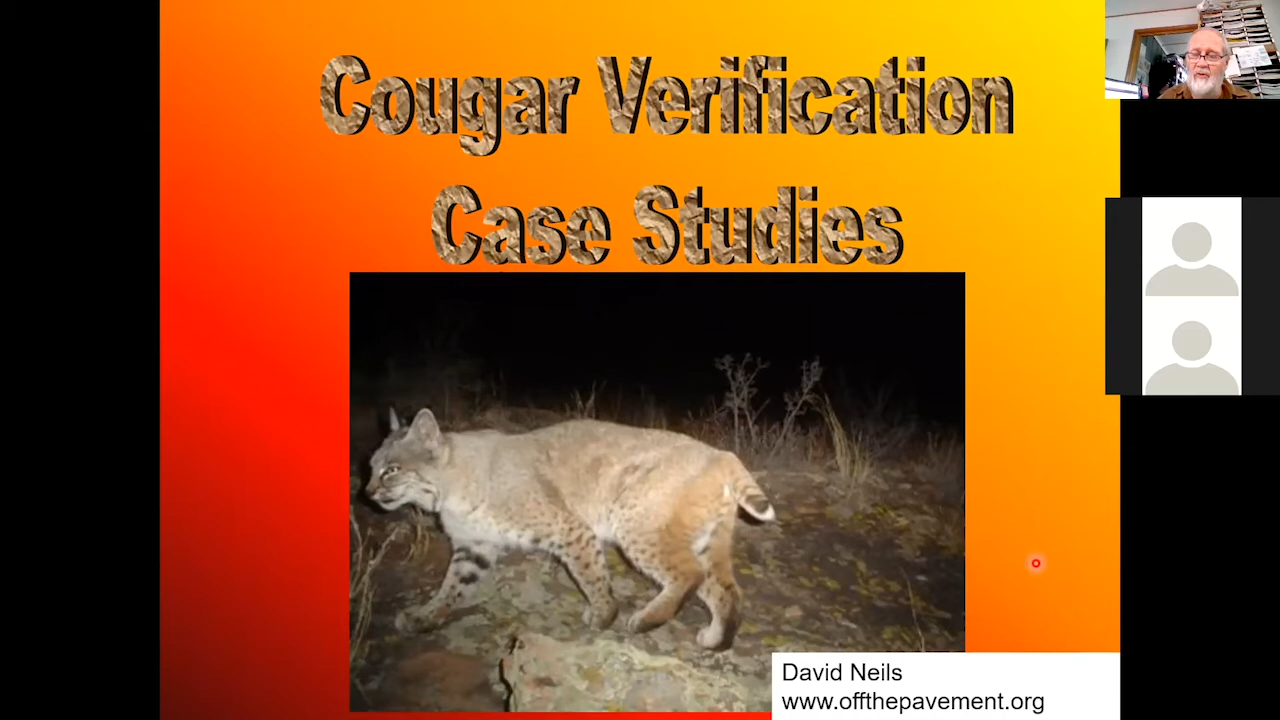 Cougar Verification
Case Studies
David Neils
www.offthepavement.org